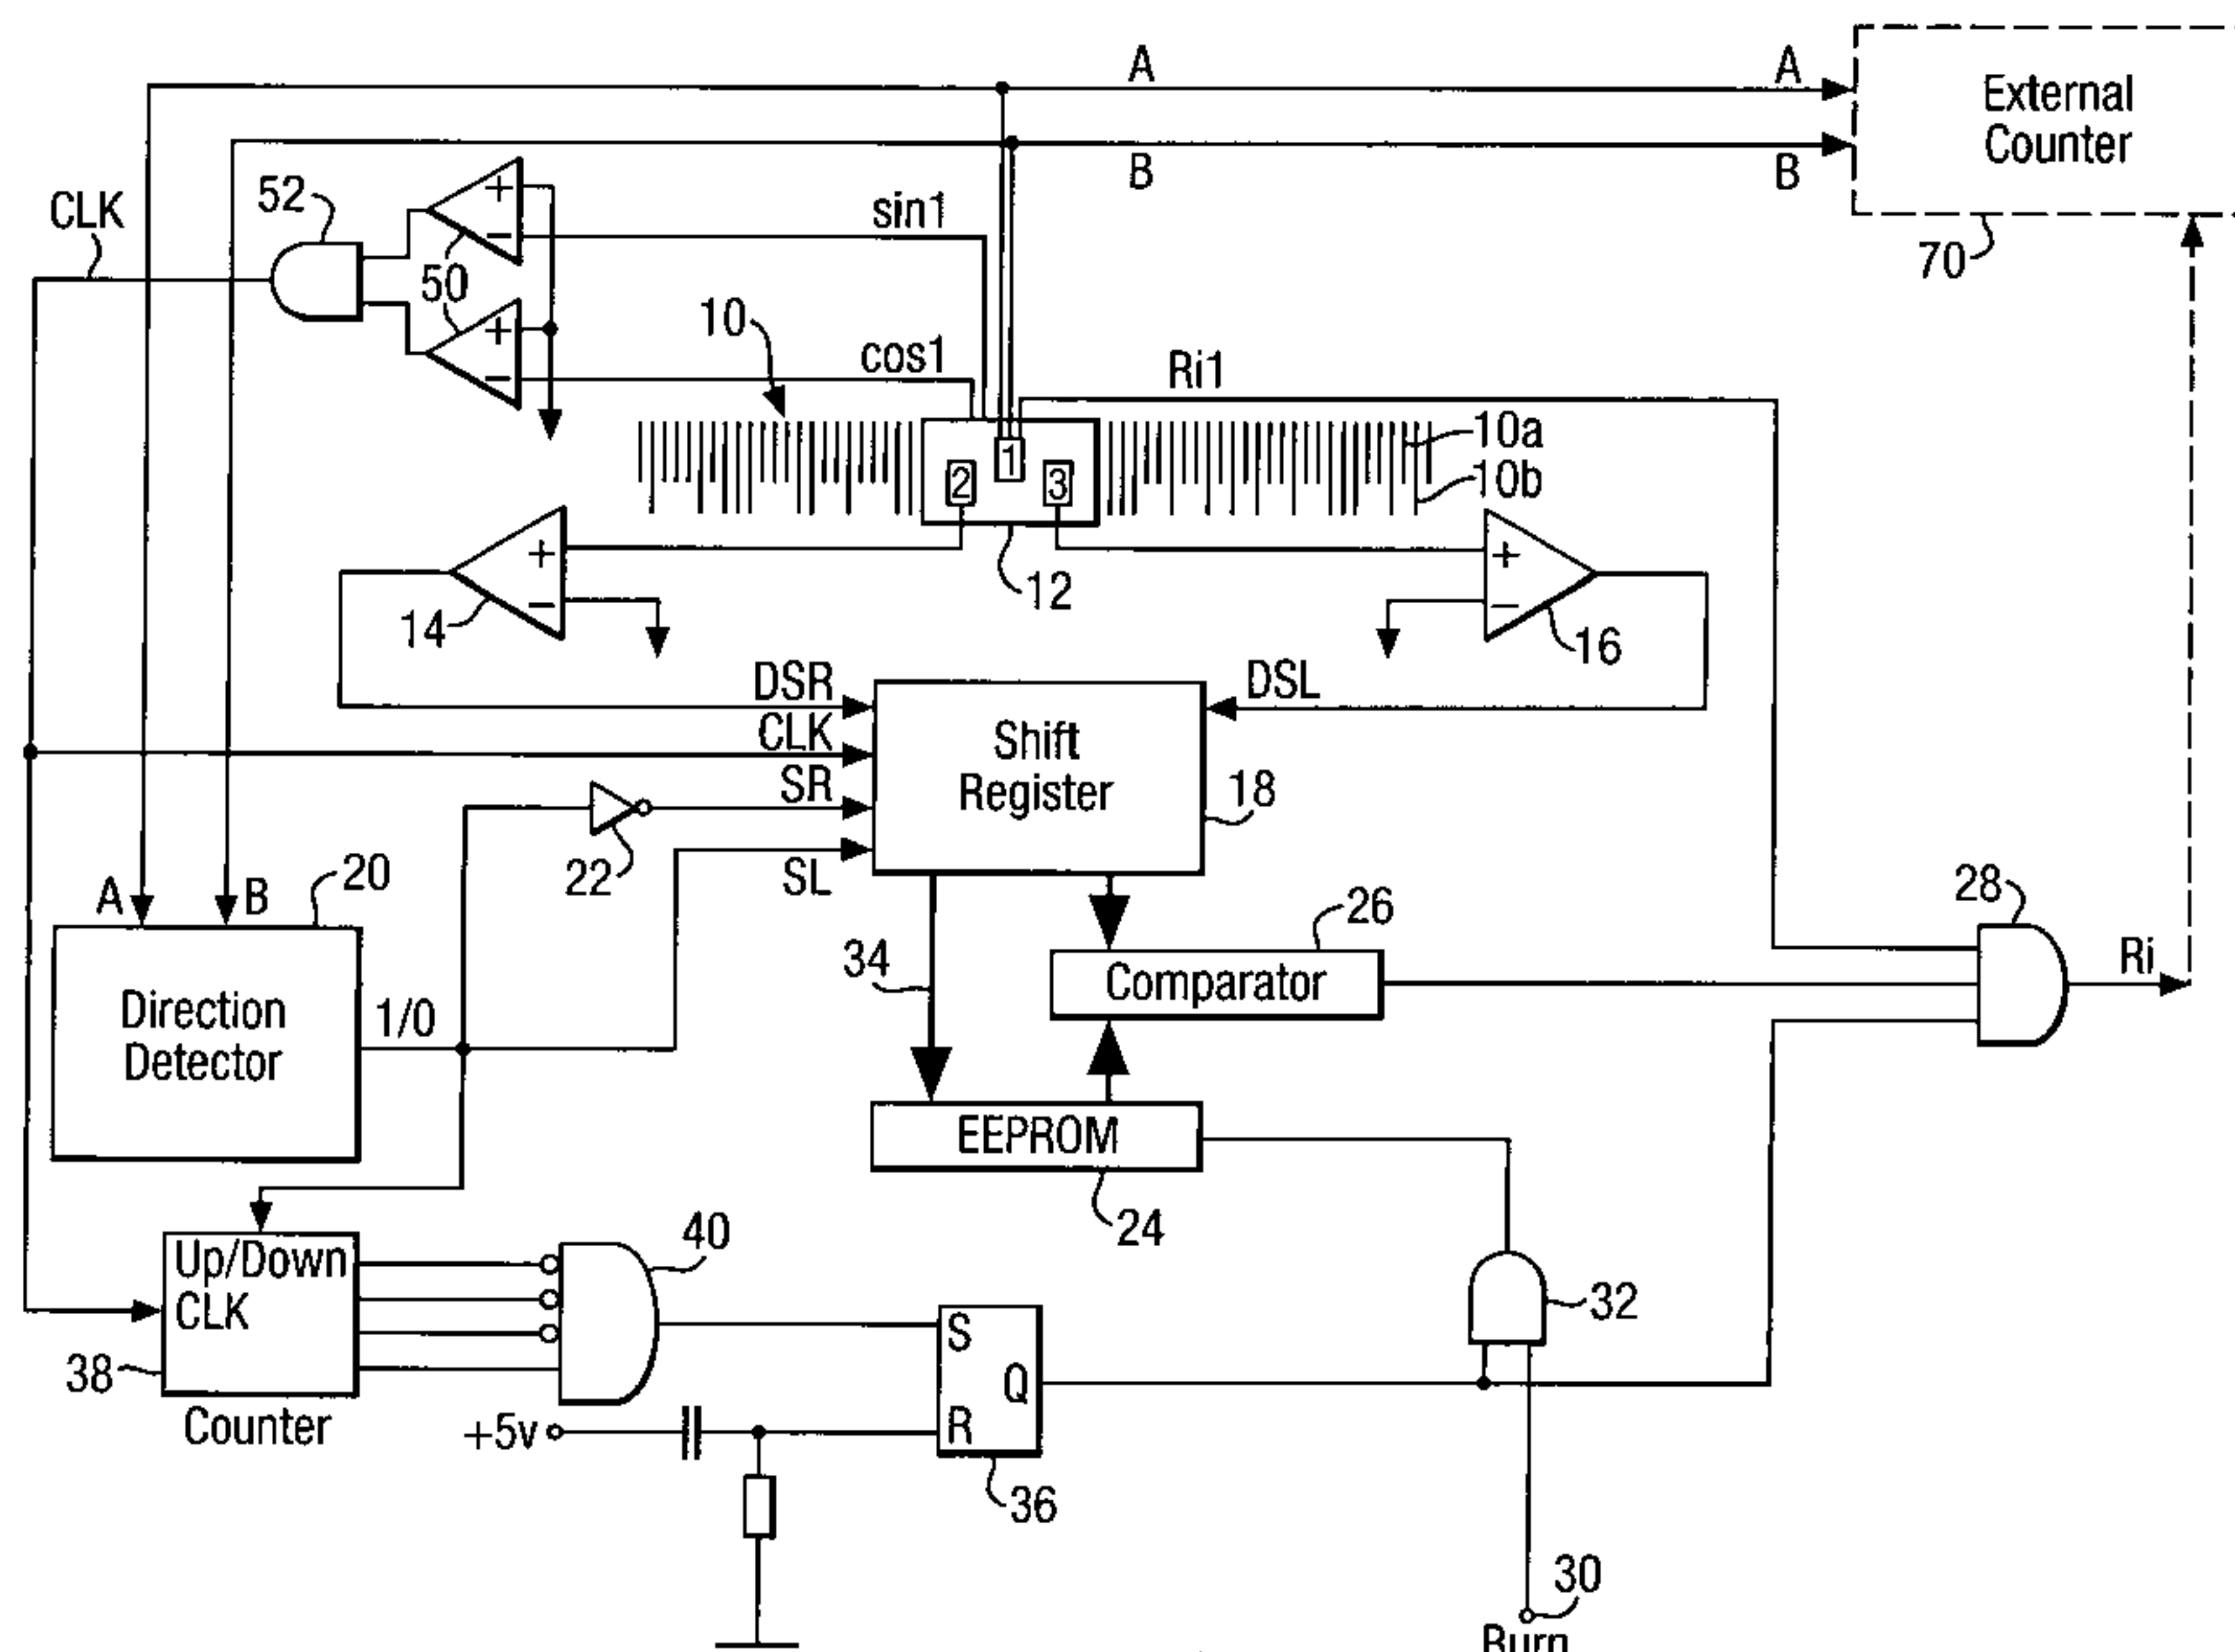 A
A
External
Counter
B
B
70
CLK
52
+
−
50
+
−
sin1
cos1
10
Ri1
10a
10b
1
2
3
12
+
−
14
+
−
16
DSR
CLK
SR
SL
DSL
Shift
Register
18
22
A
B
20
Direction
Detector
1/0
34
26
Comparator
28
Ri
EEPROM
24
Up/Down
CLK
38
Counter
40
+5v
S
Q
R
36
32
30
Burn